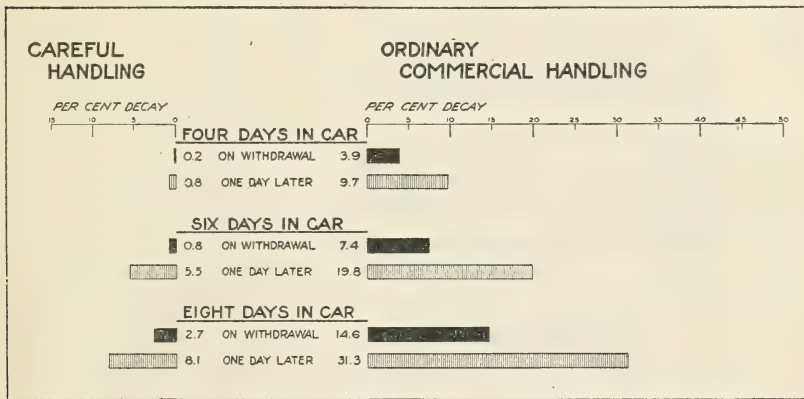 CAREFUL HANDLING
ORDINARY COMMERCIAL HANDLING
PER CENT DECAY
15 10 5 0
PER CENT DECAY
0 5 10 15 20 25 30 35 40 45 50
FOUR DAYS IN CAR
0.2 ON WITHDRAWAL 3.9
0.8 ONE DAY LATER 9.7
SIX DAYS IN CAR
0.8 ON WITHDRAWAL 7.4
5.5 ONE DAY LATER 19.8
EIGHT DAYS IN CAR
2.7 ON WITHDRAWAL 14.6
8.1 ONE DAY LATER 31.3